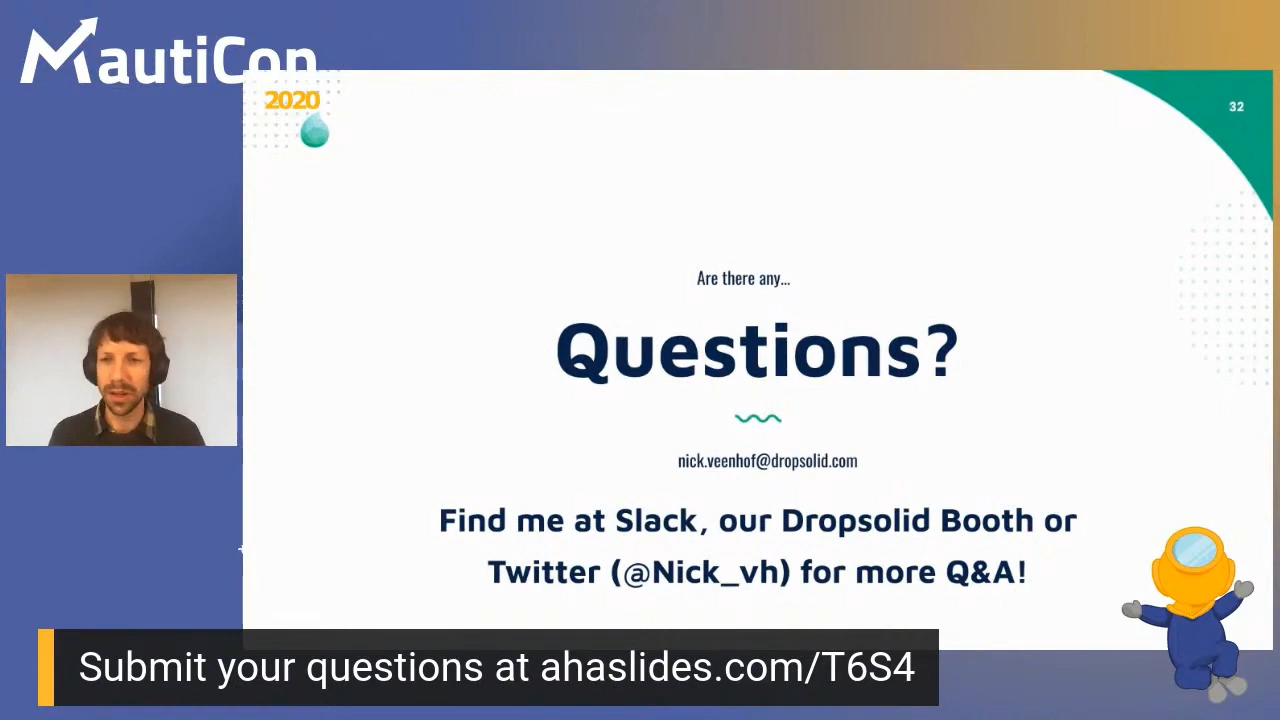 MautiCon
2020
32
Are there any...
Questions?
nick.veenhof@dropsolid.com
Find me at Slack, our Dropsolid Booth or
Twitter (@Nick_vh) for more Q&A!
Submit your questions at ahaslides.com/T6S4